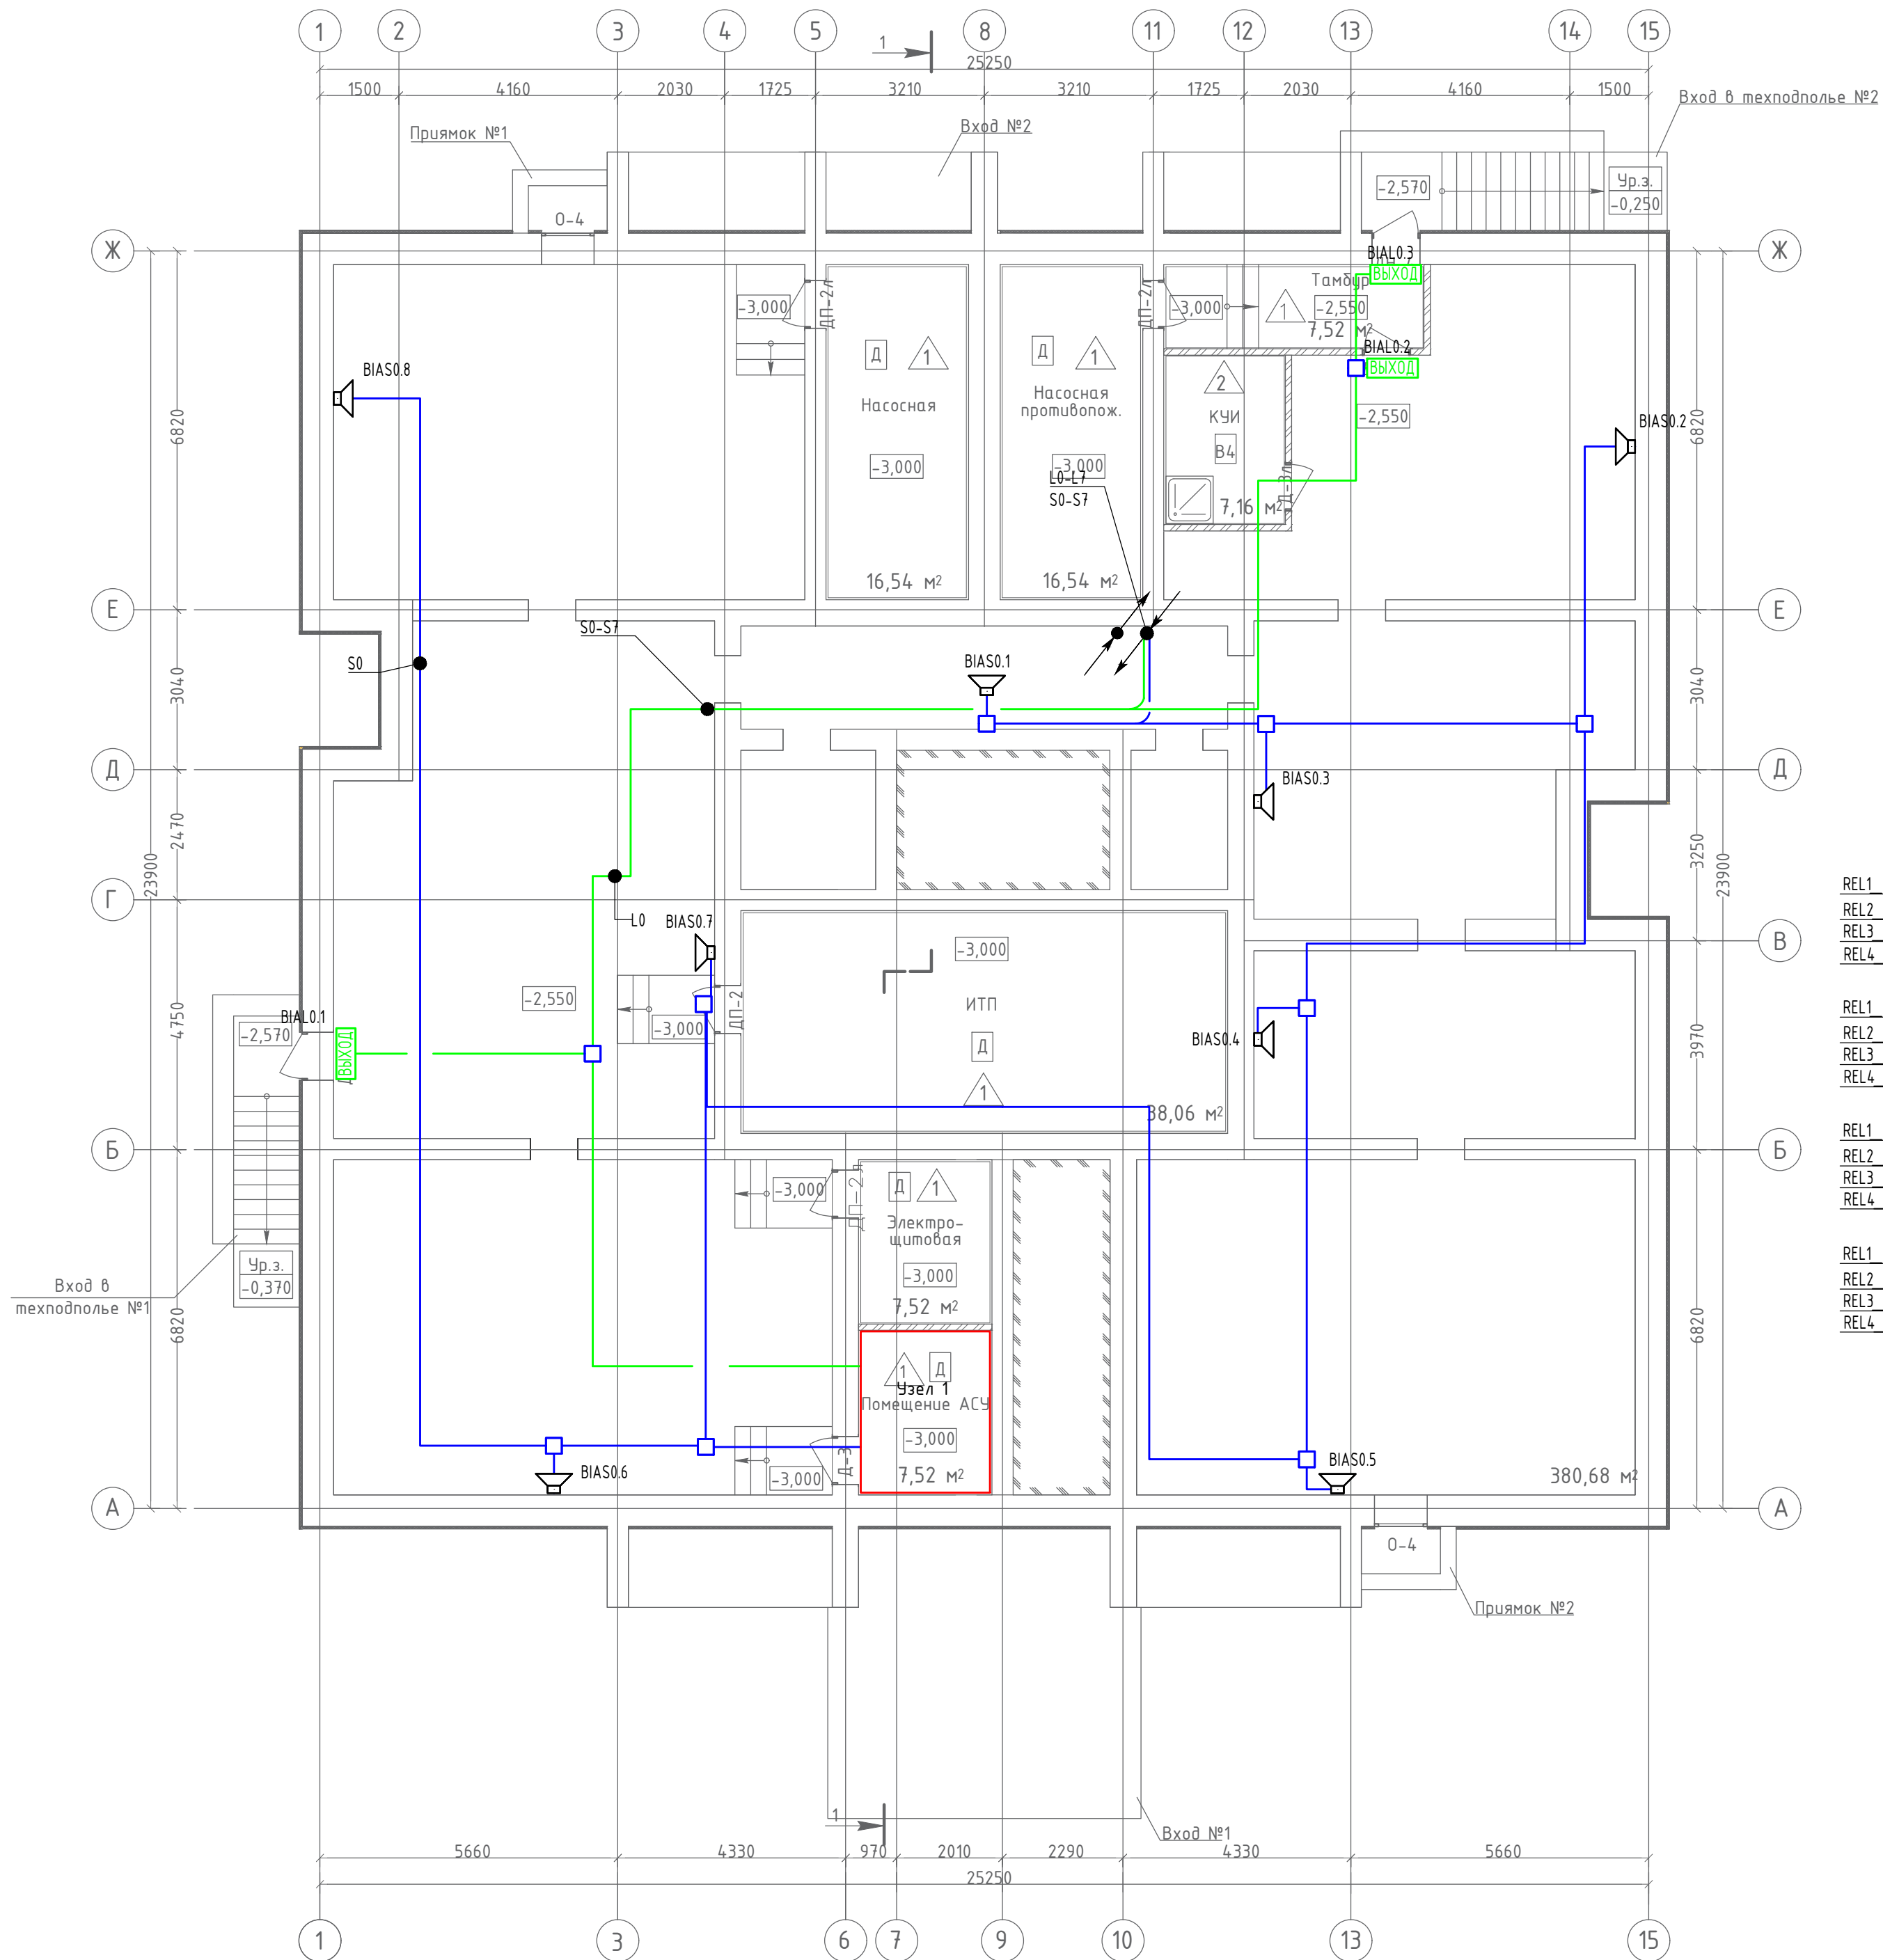 1 2 3 4 5 8 11 12 13 14 15
1
25250
1500 4160 2030 1725 3210 3210 1725 2030 4160 1500
Вход в техподполье №2
Приямок №1
Вход №2
-2,570
Ур.з.
-0,250
О-4
Ж
Ж
BIAL0.3
ВЫХОД
Тамбур
-3,000
ДП-2л
ДП-2л
-3,000
1
-2,550
7,52 м²
Д
1
Д
1
BIAL0.2
ВЫХОД
BIAS0.8
2
Насосная
Насосная
противопож.
КУИ
-2,550
BIAS0.2
6820
6820
В4
-3,000
-3,000
L0-L7
S0-S7
Д-3л
7,16 м²
16,54 м²
16,54 м²
Е
Е
S0-S7
S0
BIAS0.1
3040
3040
Д
Д
BIAS0.3
2470
3250
23900
23900
Г
REL1
REL2
REL3
REL4
L0
BIAS0.7
-3,000
В
-2,550
ИТП
ДП-2
-3,000
BIAL0.1
-2,570
ВЫХОД
4750
3970
Д
BIAS0.4
1
38,06 м²
REL1
REL2
REL3
REL4
Б
Б
REL1
REL2
REL3
REL4
-3,000
ДП-2л
Д
1
Электро-
щитовая
-3,000
7,52 м²
Ур.з.
-0,370
Вход в
техподполье №1
6820
6820
REL1
REL2
REL3
REL4
1
Д
Узел 1
Помещение АСУ
-3,000
7,52 м²
Д-3
-3,000
BIAS0.6
BIAS0.5
380,68 м²
А
А
О-4
Приямок №2
1
Вход №1
5660 4330 970 2010 2290 4330 5660
25250
1 3 6 7 9 10 13 15